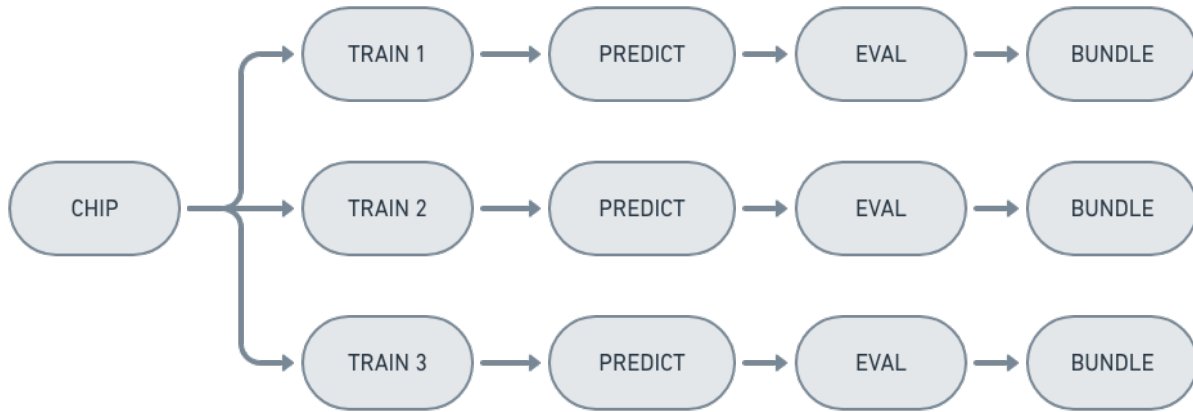 TRAIN 1 PREDICT EVAL BUNDLE
CHIP TRAIN 2 PREDICT EVAL BUNDLE
TRAIN 3 PREDICT EVAL BUNDLE